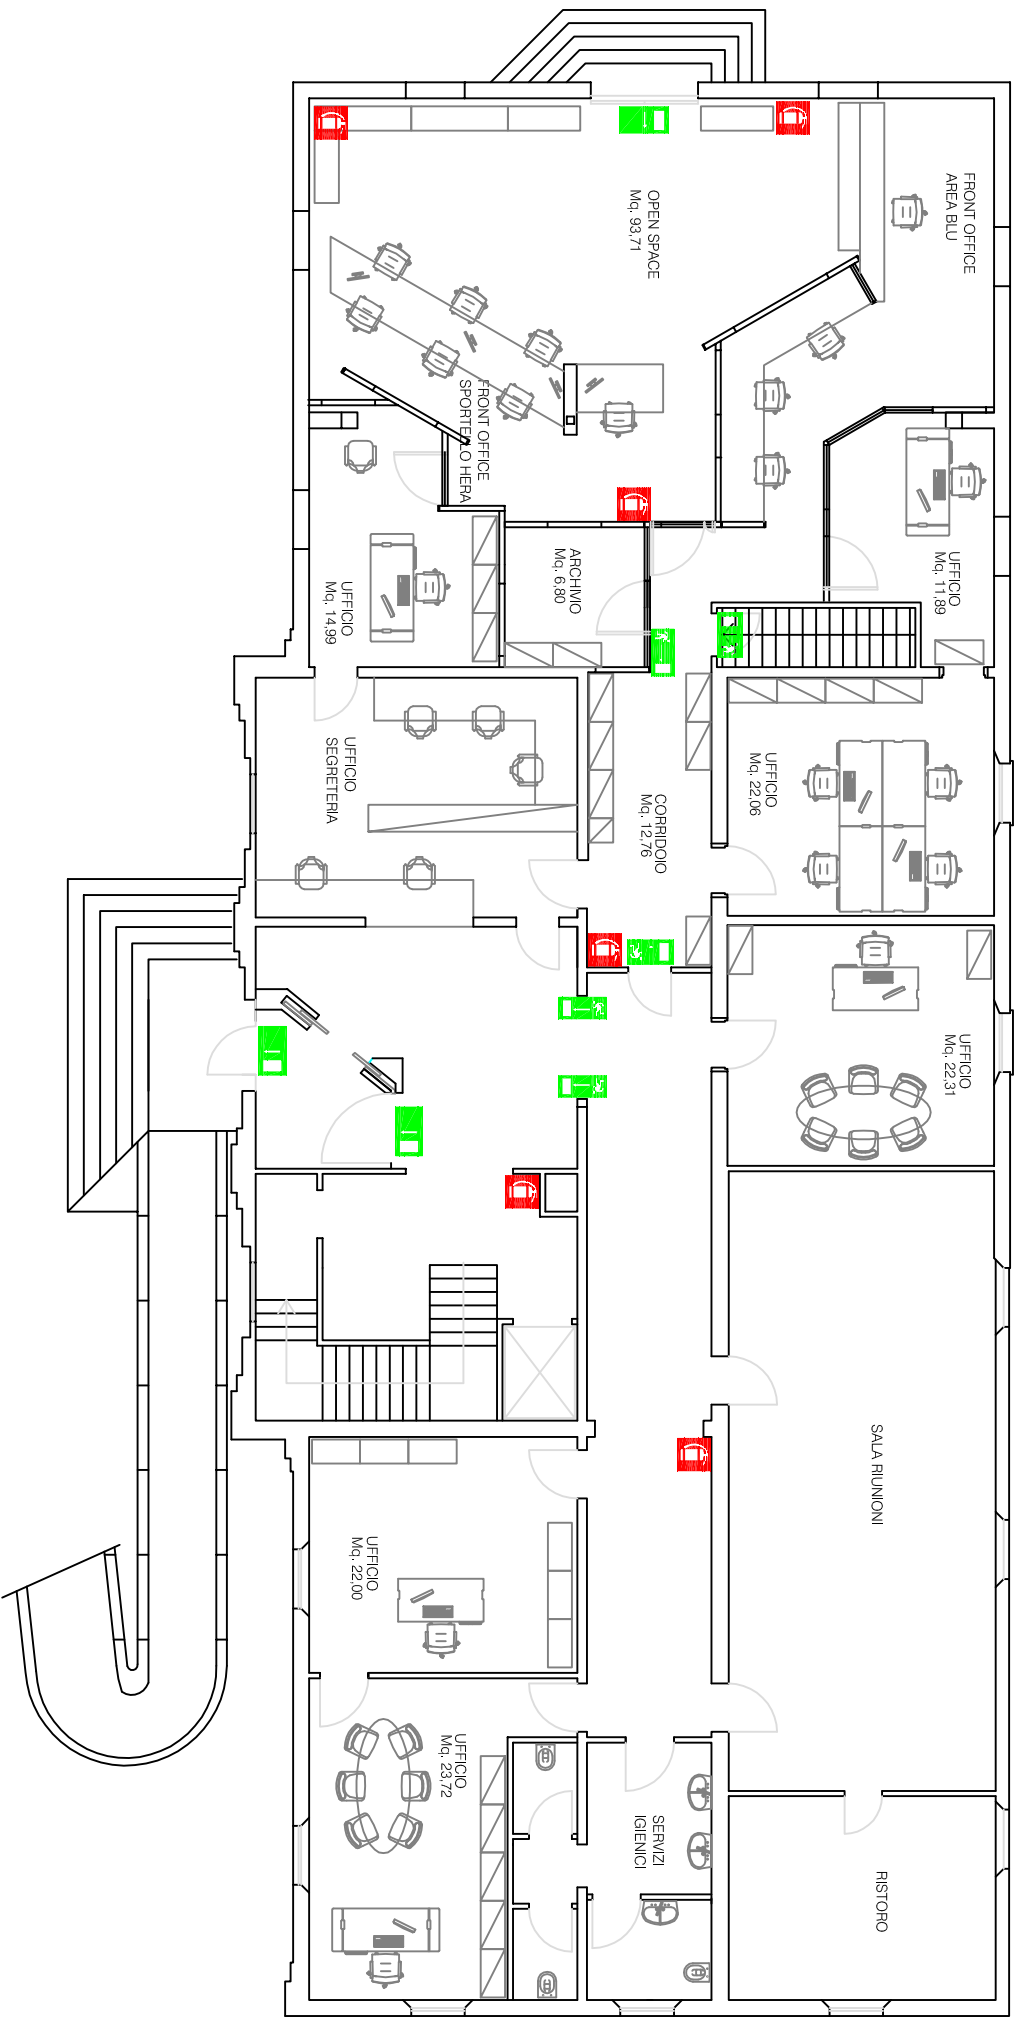 FRONT OFFICE
AREA BLU
OPEN SPACE
Mq. 93,71
FRONT OFFICE
SPORTELLO HERA
UFFICIO
Mq. 11,89
ARCHIVIO
Mq. 6,80
UFFICIO
Mq. 14,99
UFFICIO
Mq. 22,06
CORRIDOIO
Mq. 12,76
UFFICIO
SEGRETERIA
UFFICIO
Mq. 22,31
SALA RIUNIONI
UFFICIO
Mq. 22,00
UFFICIO
Mq. 23,72
SERVIZI
IGIENICI
RISTORO